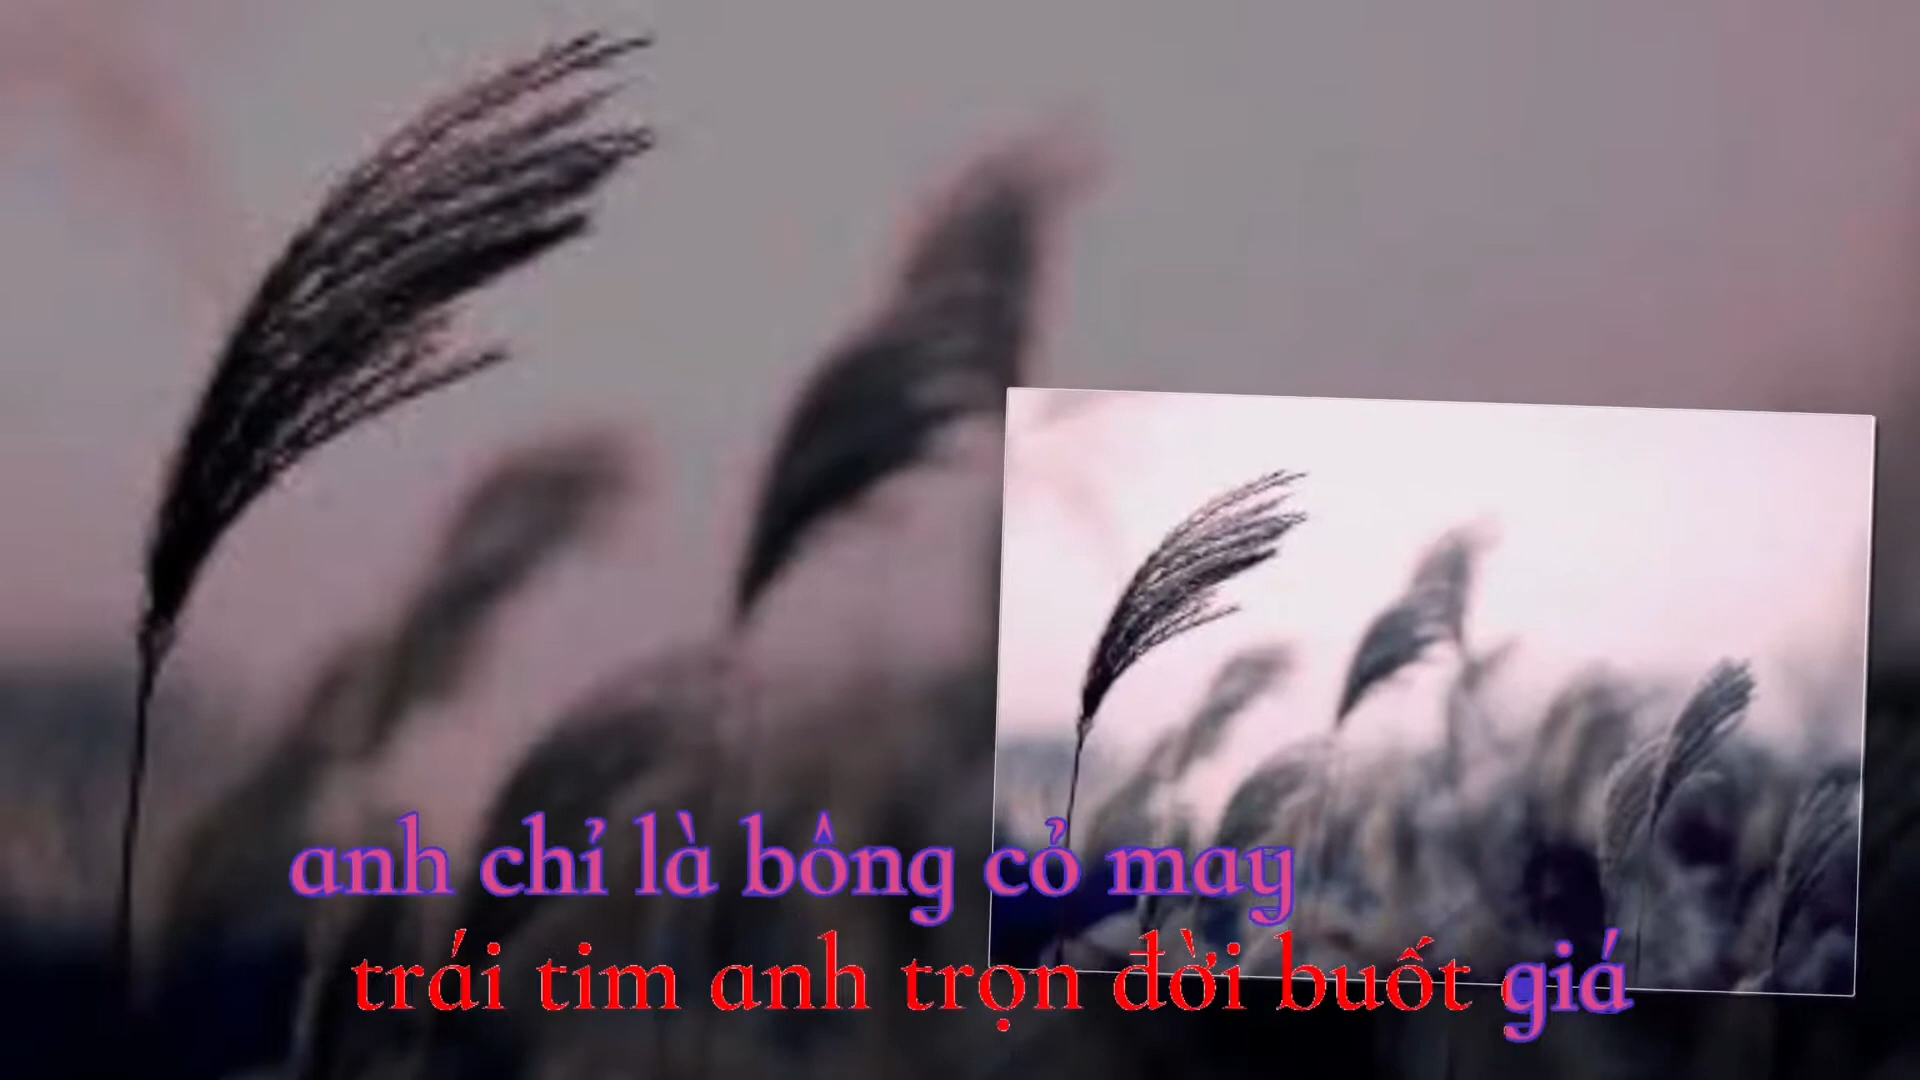 anh chỉ là bông cỏ may
trái tim anh trọn đời buốt giá